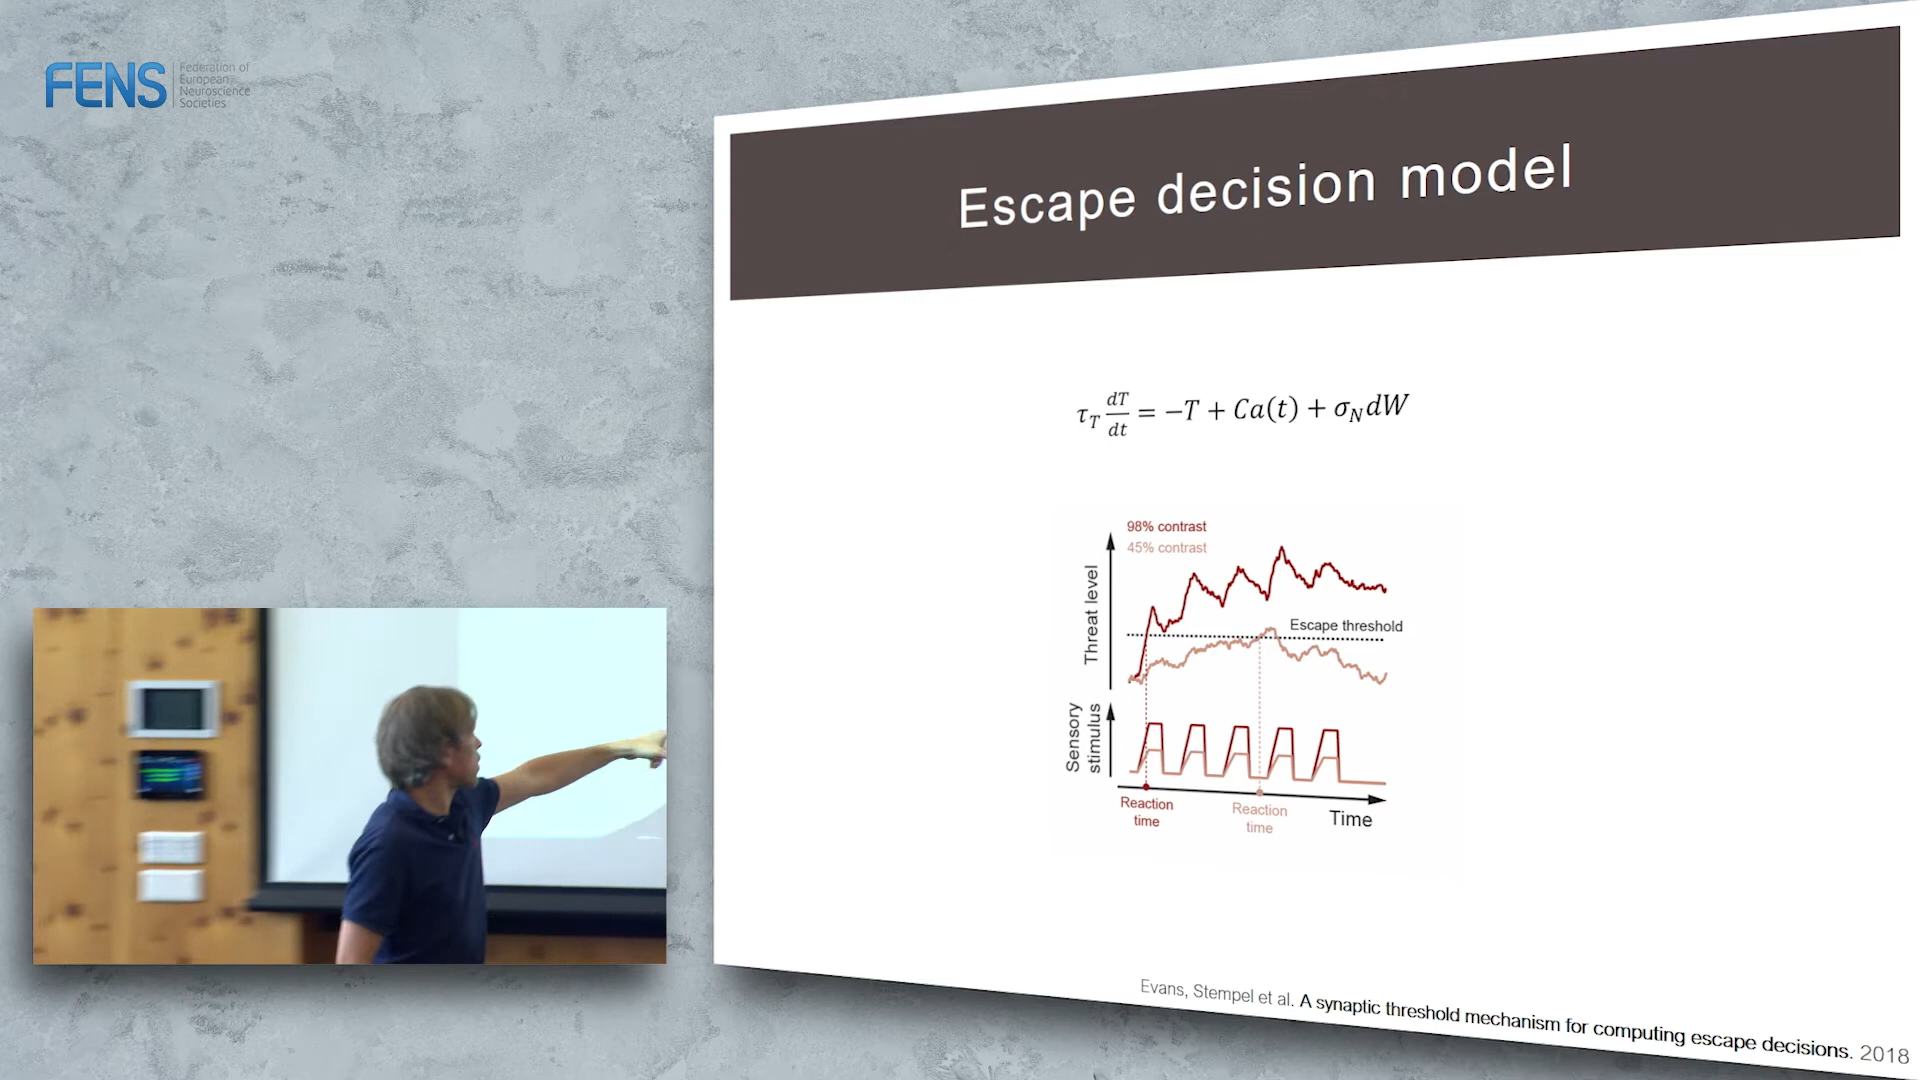 FENS
Federation of
European
Neuroscience
Societies
Escape decision model
τ_T dT/dt = −T + Ca(t) + σ_N dW
98% contrast
45% contrast
Threat level
Escape threshold
Sensory
stimulus
Reaction
time
Reaction
time
Time
Evans, Stempel et al. A synaptic threshold mechanism for computing escape decisions. 2018